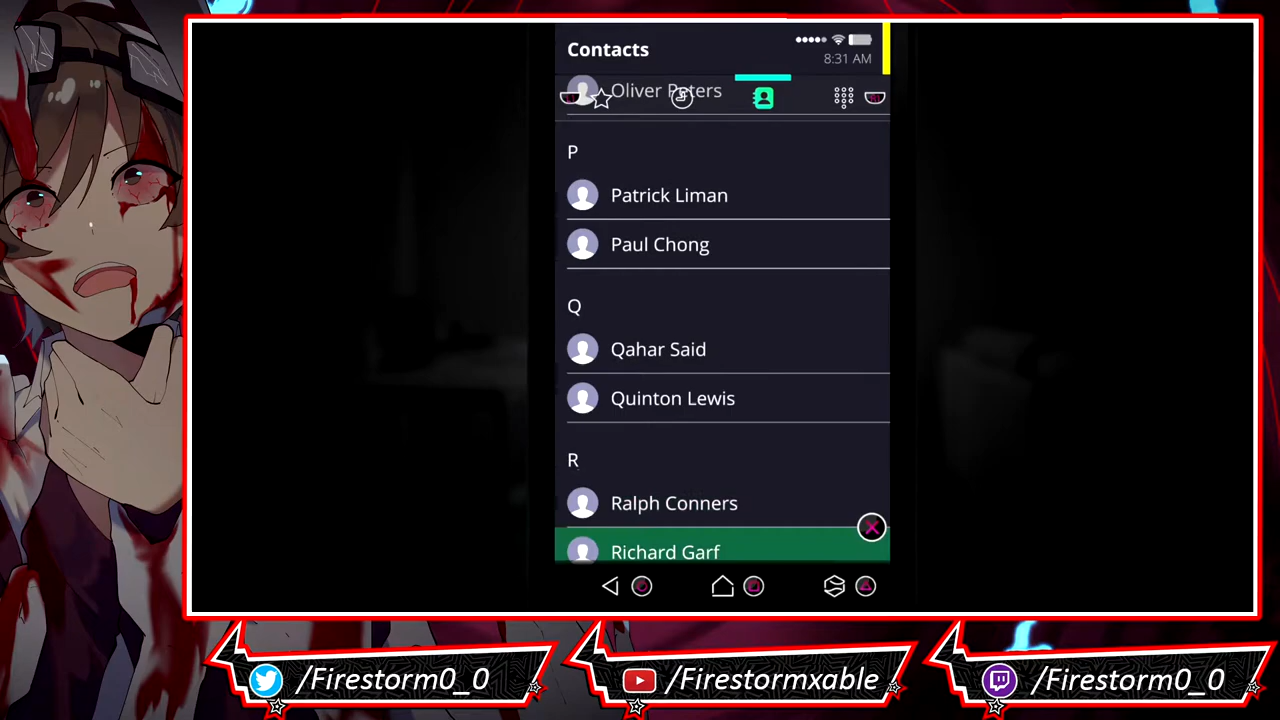 Contacts
8:31 AM
Oliver Peters
P
Patrick Liman
Paul Chong
Q
Qahar Said
Quinton Lewis
R
Ralph Conners
Richard Garf
/Firestorm0_0
/Firestormxable
/Firestorm0_0